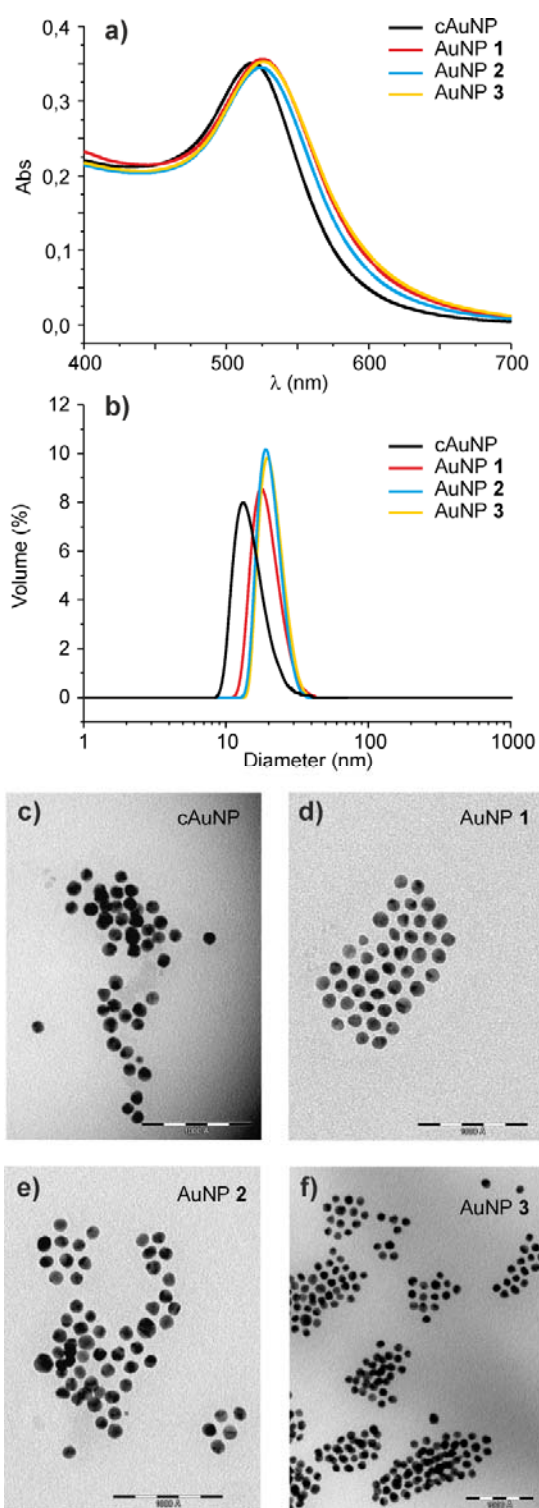 a)
cAuNP
AuNP 1
AuNP 2
AuNP 3
0,4
0,3
0,2
0,1
0,0
Abs
400
500
600
700
λ (nm)
b)
cAuNP
AuNP 1
AuNP 2
AuNP 3
12
10
8
6
4
2
0
Volume (%)
1
10
100
1000
Diameter (nm)
c)
cAuNP
d)
AuNP 1
1000 Å
e)
AuNP 2
1000 Å
f)
AuNP 3